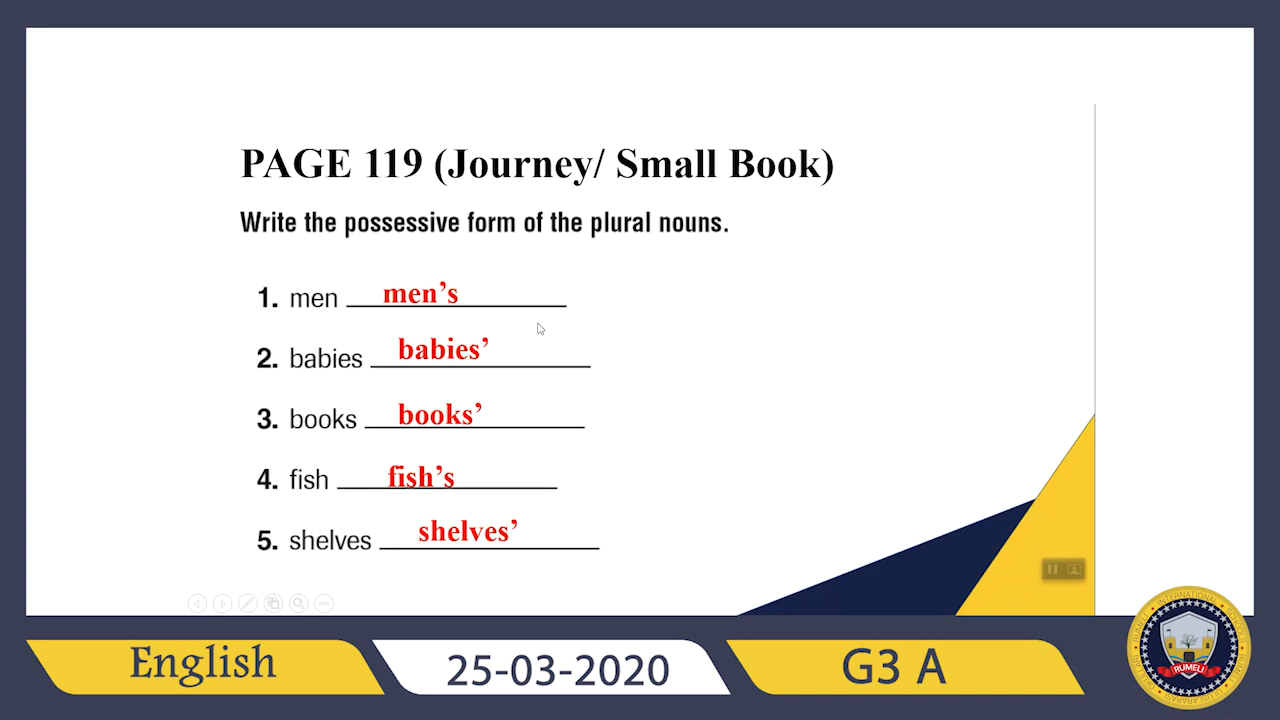 PAGE 119 (Journey/ Small Book)
Write the possessive form of the plural nouns.
1. men men’s
2. babies babies’
3. books books’
4. fish fish’s
5. shelves shelves’
English
25-03-2020
G3 A
RUMELİ